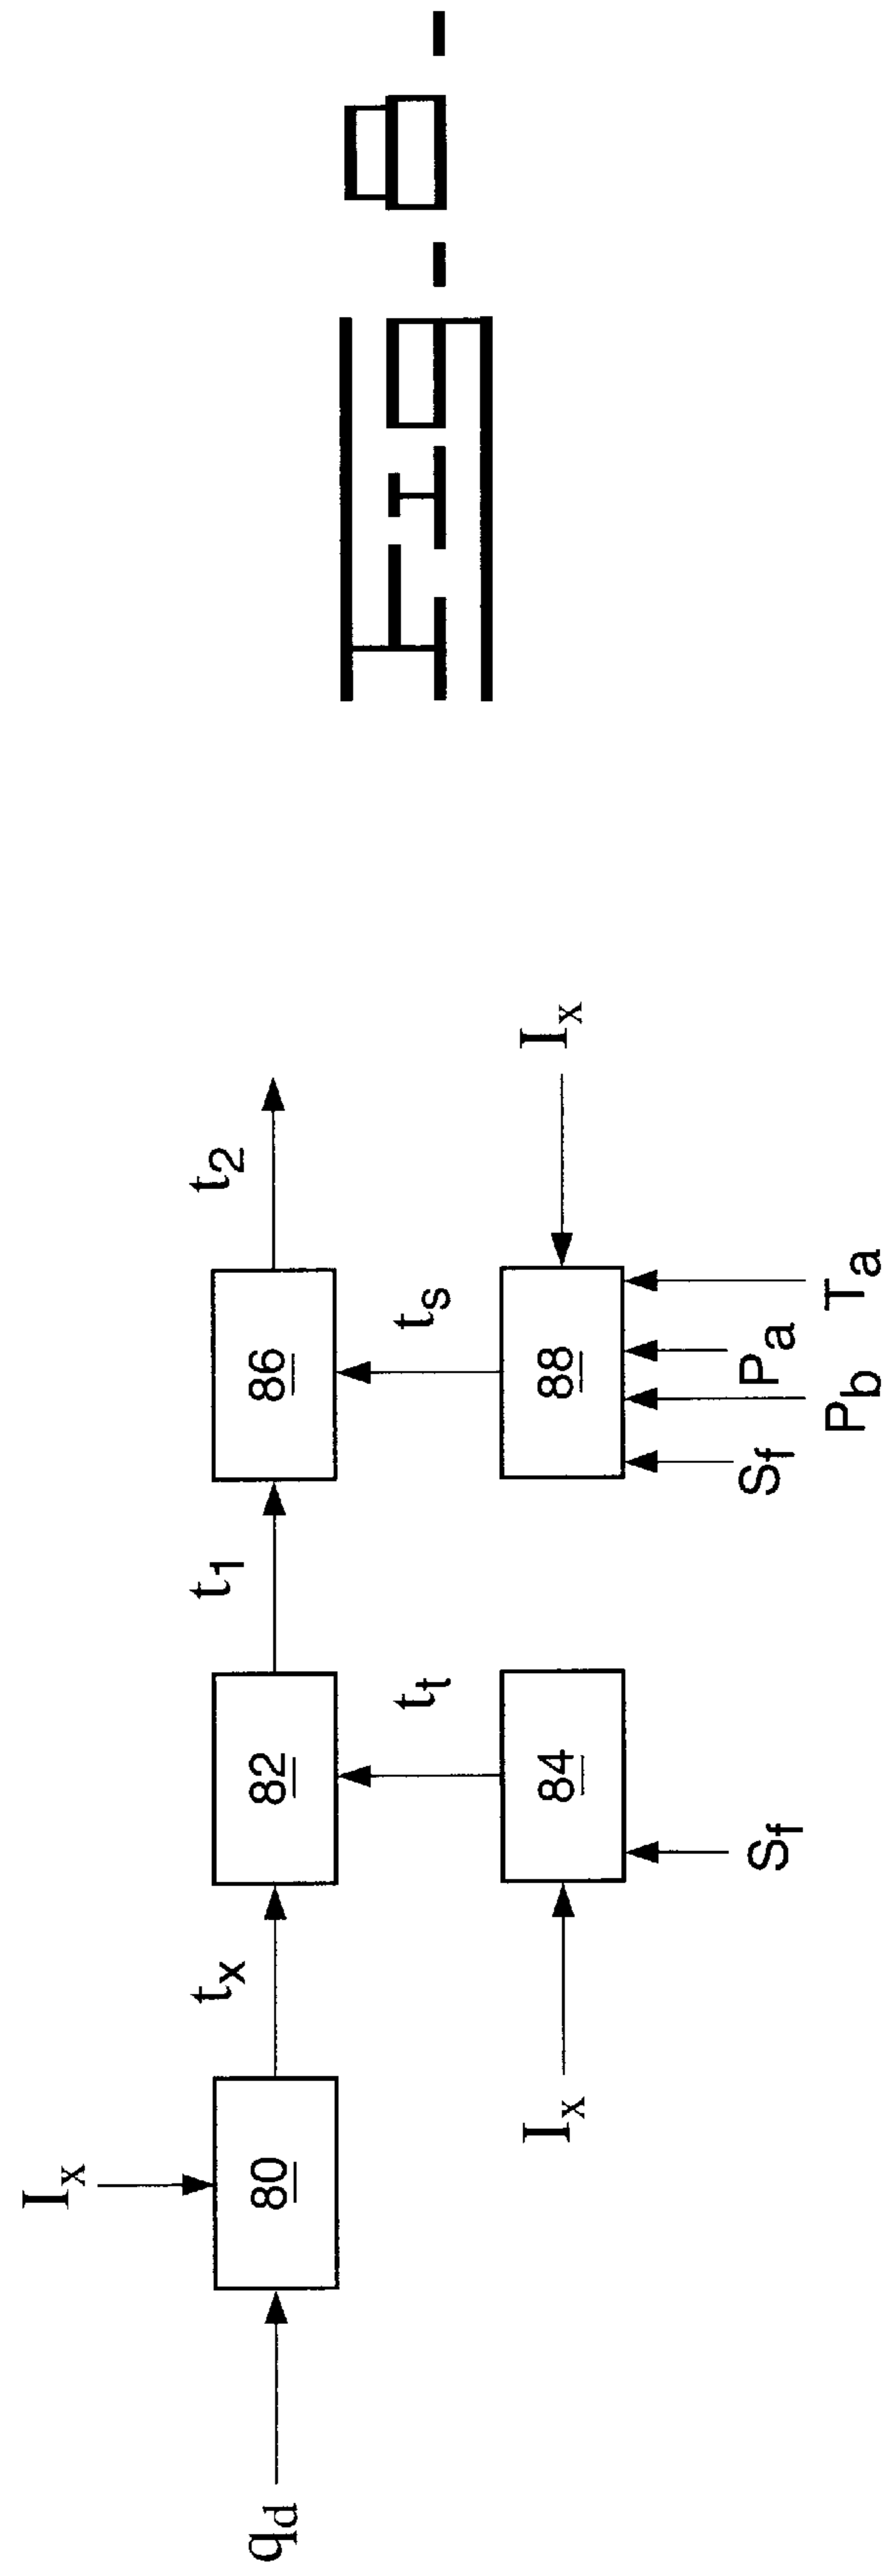 Fig. 8.
I_x
q_d
80
t_x
82
t_1
86
t_2
t_t
t_s
I_x
84
88
I_x
S_f
S_f
P_b
P_a
T_a